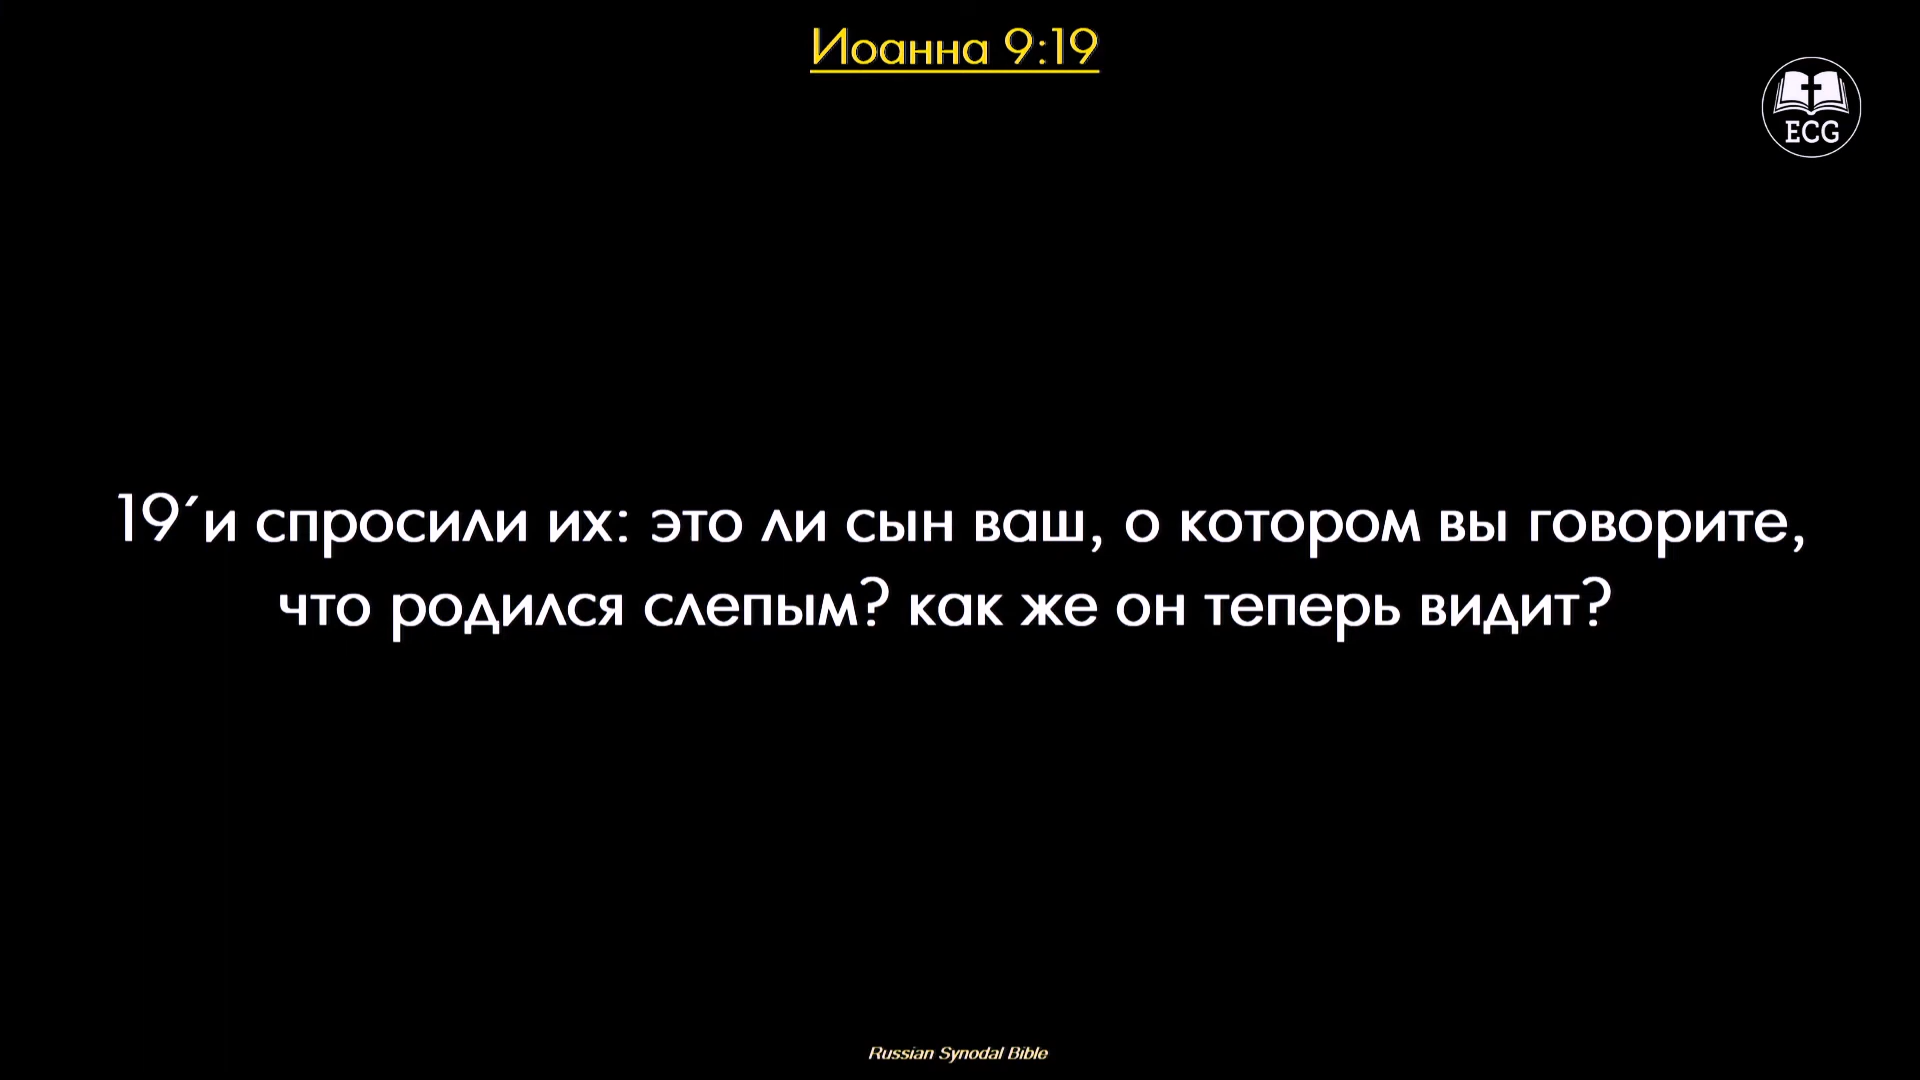 Иоанна 9:19
ECG
19´и спросили их: это ли сын ваш, о котором вы говорите,
что родился слепым? как же он теперь видит?
Russian Synodal Bible